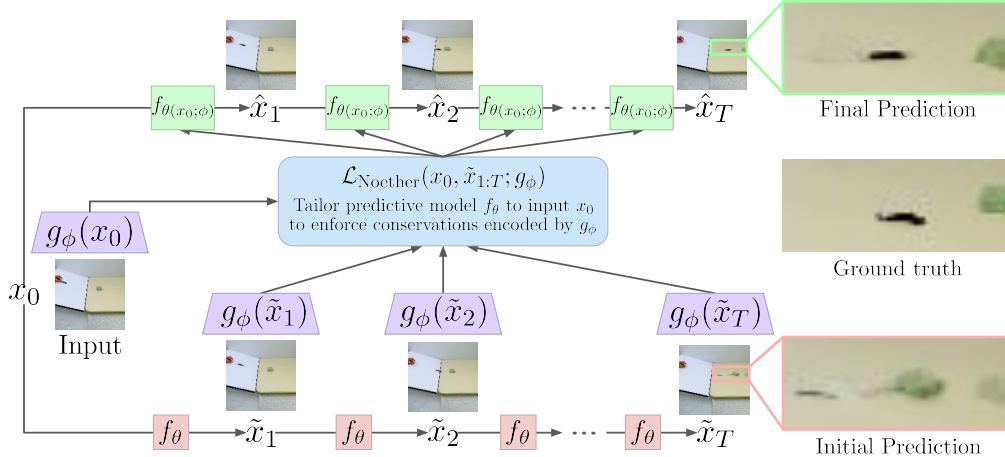 f_{θ(x_0;ϕ)} x̂_1 f_{θ(x_0;ϕ)} x̂_2 f_{θ(x_0;ϕ)} ⋯ f_{θ(x_0;ϕ)} x̂_T
Final Prediction
ℒ_Noether(x_0, x̃_{1:T}; g_ϕ)
Tailor predictive model f_θ to input x_0
to enforce conservations encoded by g_ϕ
g_ϕ(x_0)
Ground truth
x_0
Input
g_ϕ(x̃_1) g_ϕ(x̃_2) g_ϕ(x̃_T)
f_θ x̃_1 f_θ x̃_2 f_θ ⋯ f_θ x̃_T
Initial Prediction